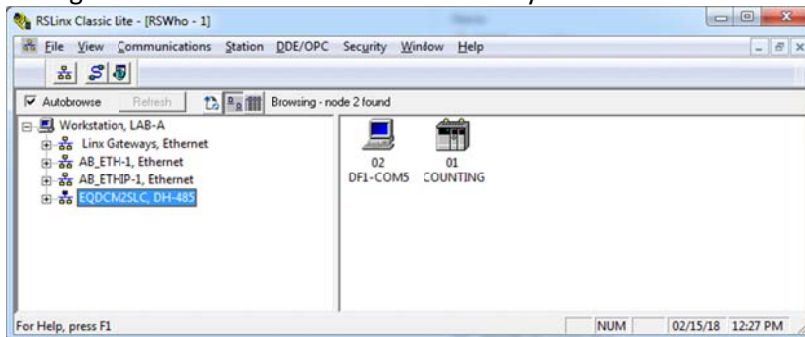 RSLinx Classic Lite - [RSWho - 1]
File View Communications Station DDE/OPC Security Window Help
Autobrowse Refresh Browsing - node 2 found
Workstation, LAB-A
Linx Gateways, Ethernet
AB_ETH-1, Ethernet
AB_ETHIP-1, Ethernet
EQDCM2SLC, DH-485
02 01
DF1-COM5 COUNTING
For Help, press F1 NUM 02/15/18 12:27 PM